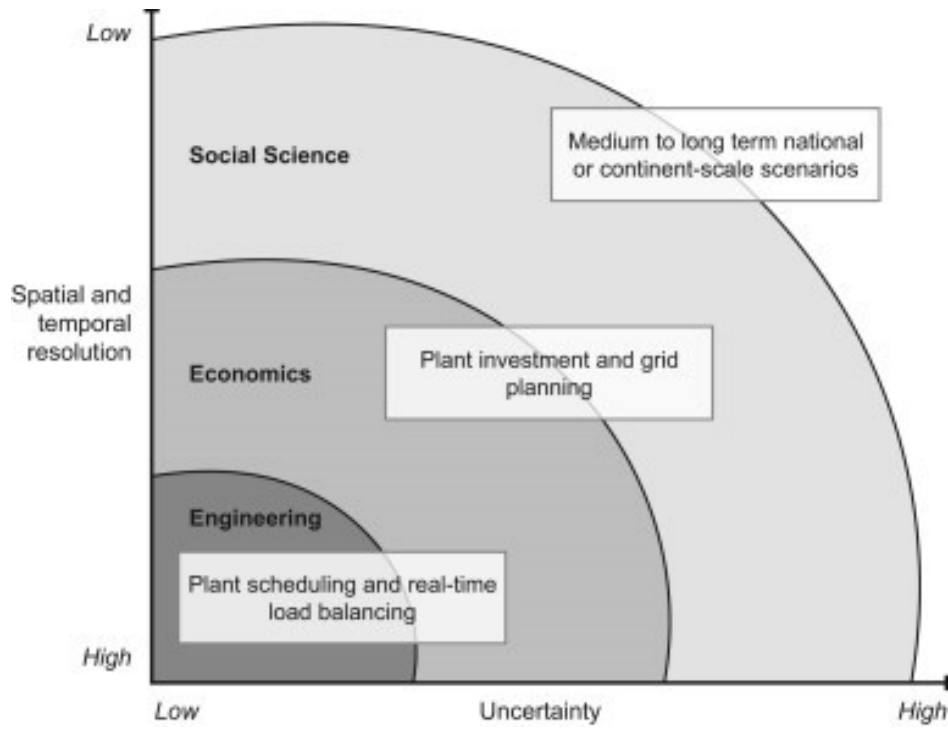 Low
Social Science
Medium to long term national
or continent-scale scenarios
Spatial and
temporal
resolution
Economics
Plant investment and grid
planning
Engineering
Plant scheduling and real-time
load balancing
High
Low
Uncertainty
High